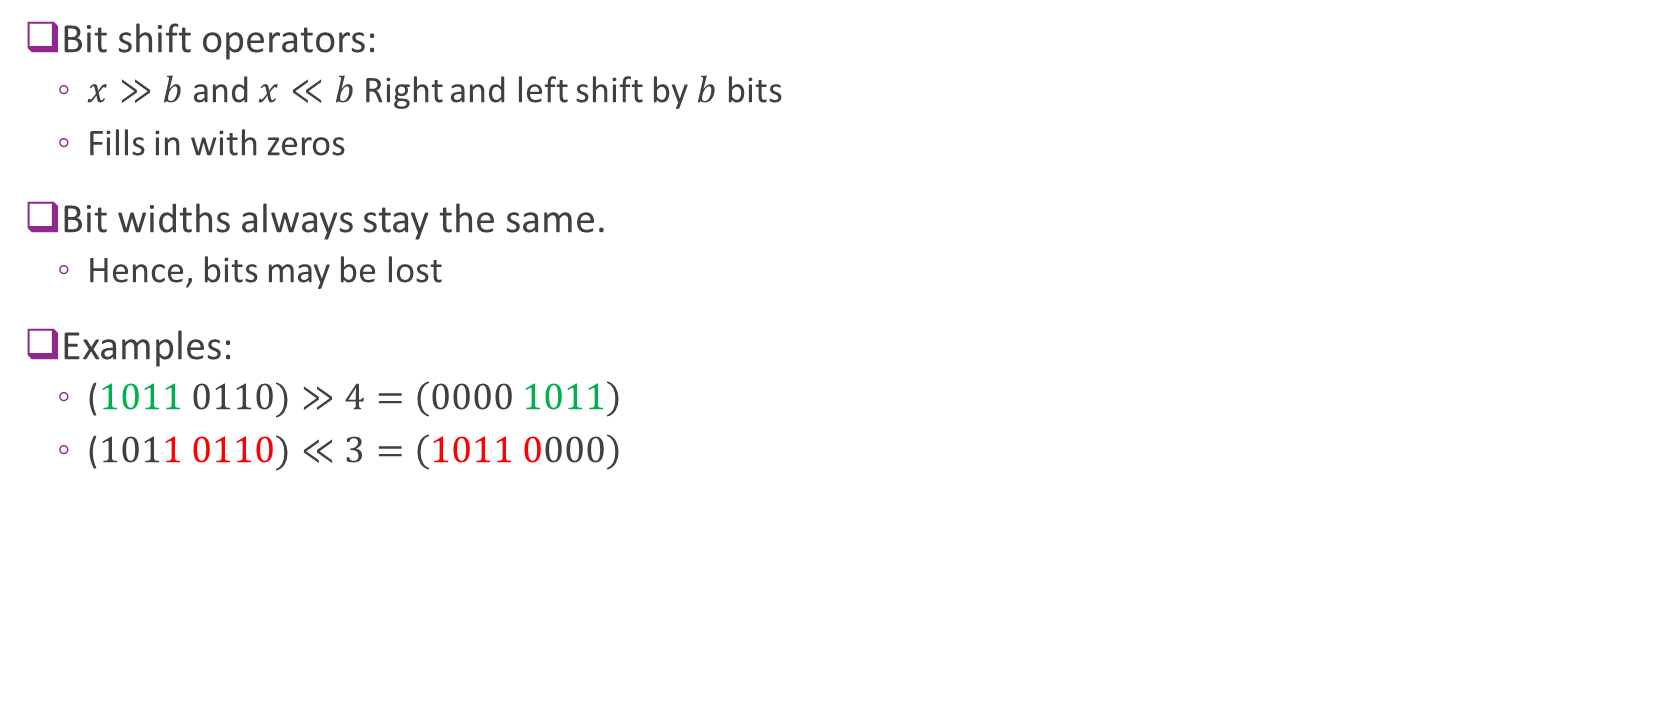 ❑Bit shift operators:
◦ 𝑥 ≫ 𝑏 and 𝑥 ≪ 𝑏 Right and left shift by 𝑏 bits
◦ Fills in with zeros
❑Bit widths always stay the same.
◦ Hence, bits may be lost
❑Examples:
◦ (1011 0110) ≫ 4 = (0000 1011)
◦ (1011 0110) ≪ 3 = (1011 0000)